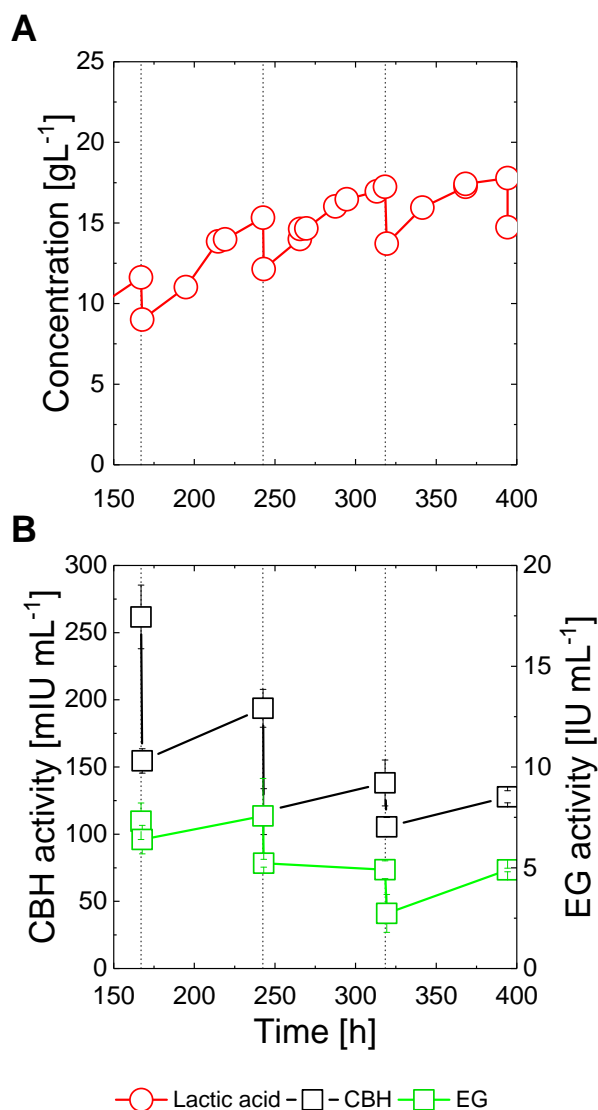 A
Concentration [gL-1]
25
20
15
10
5
0
150 200 250 300 350 400
B
CBH activity [mIU mL-1]
300
250
200
150
100
50
0
EG activity [IU mL-1]
20
15
10
5
0
150 200 250 300 350 400
Time [h]
Lactic acid CBH EG